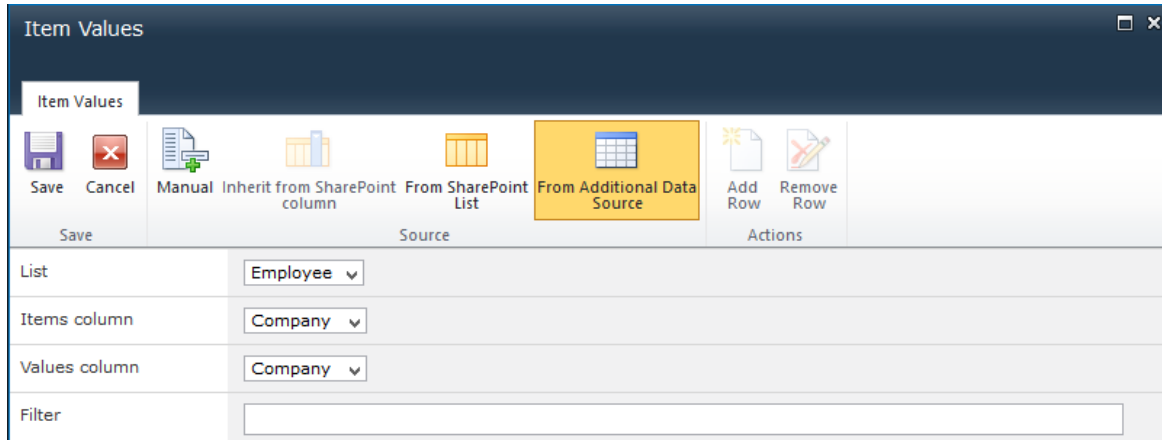 Item Values
Item Values
Save Cancel Manual Inherit from SharePoint From SharePoint From Additional Data Add Remove
column List Source Row Row
Save Source Actions
List Employee
Items column Company
Values column Company
Filter